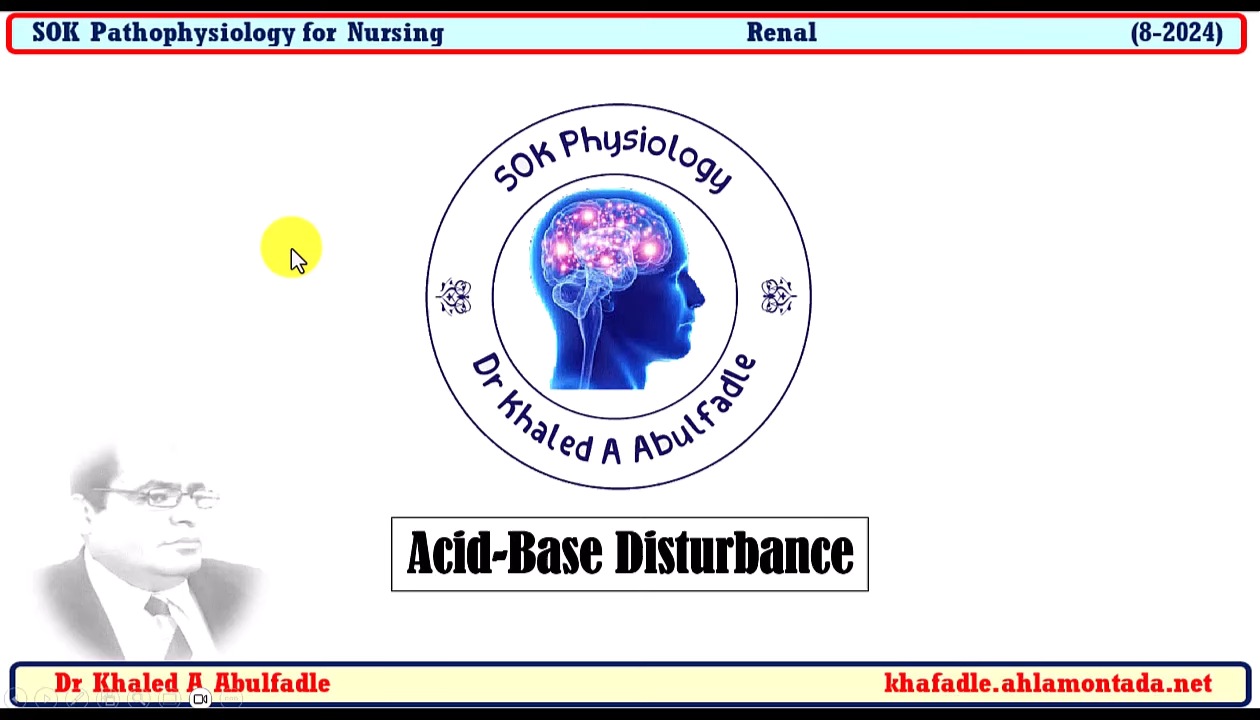 SOK Pathophysiology for Nursing Renal (8-2024)
SOK Physiology
Dr Khaled A Abulfadle
Acid-Base Disturbance
Dr Khaled A Abulfadle khafadle.ahlamontada.net